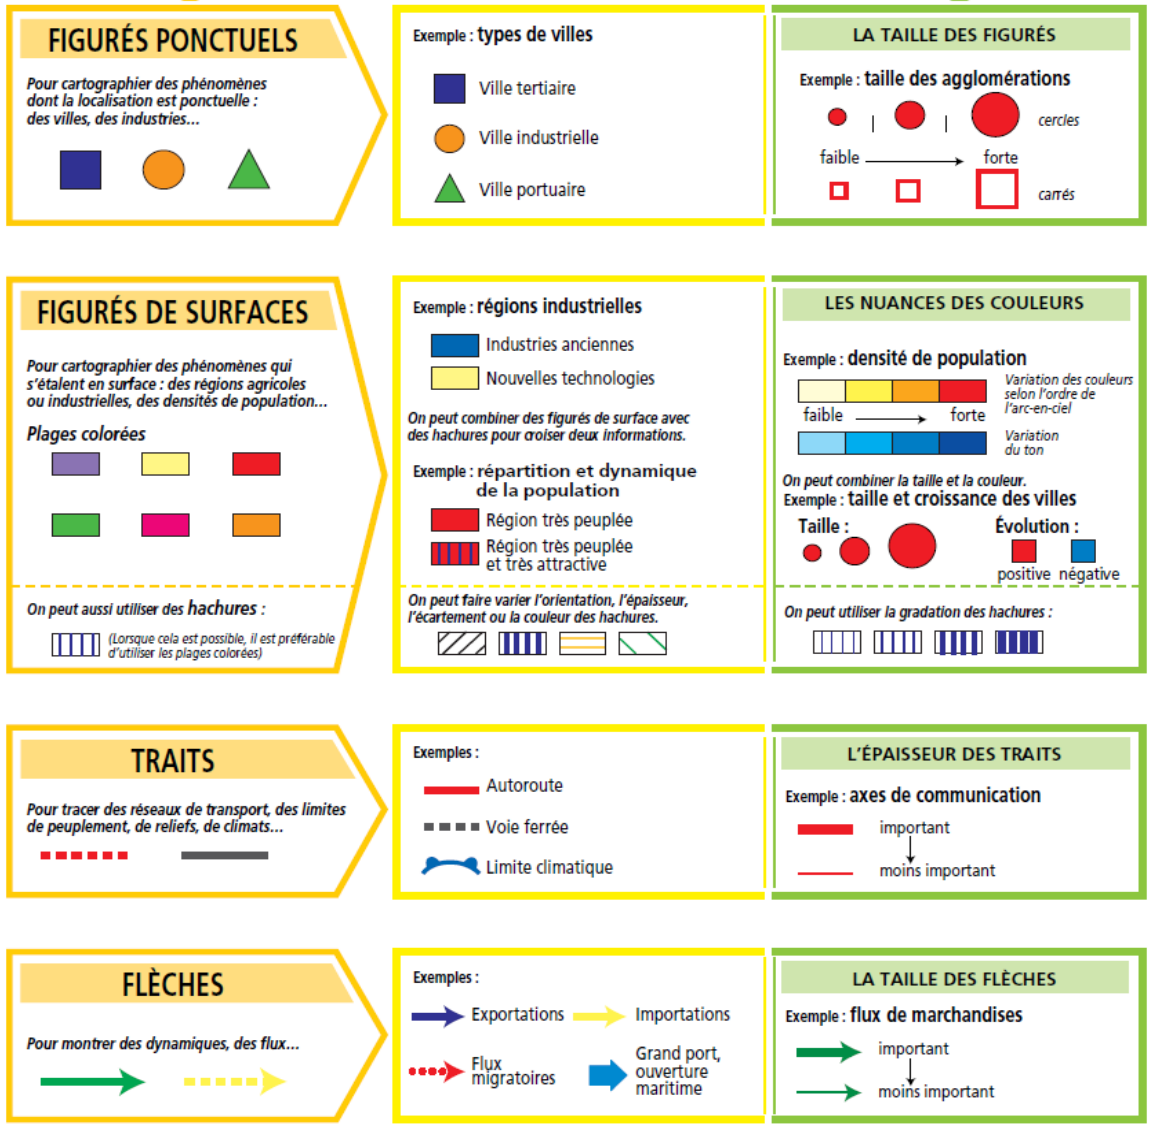 FIGURÉS PONCTUELS
Pour cartographier des phénomènes
dont la localisation est ponctuelle :
des villes, des industries...
Exemple : types de villes
Ville tertiaire
Ville industrielle
Ville portuaire
LA TAILLE DES FIGURÉS
Exemple : taille des agglomérations
cercles
faible
forte
carrés
FIGURÉS DE SURFACES
Pour cartographier des phénomènes qui
s'étalent en surface : des régions agricoles
ou industrielles, des densités de population...
Plages colorées
On peut aussi utiliser des hachures :
(Lorsque cela est possible, il est préférable
d'utiliser les plages colorées)
Exemple : régions industrielles
Industries anciennes
Nouvelles technologies
On peut combiner des figurés de surface avec
des hachures pour croiser deux informations.
Exemple : répartition et dynamique
de la population
Région très peuplée
Région très peuplée
et très attractive
On peut faire varier l'orientation, l'épaisseur,
l'écartement ou la couleur des hachures.
LES NUANCES DES COULEURS
Exemple : densité de population
Variation des couleurs
selon l'ordre de
l'arc-en-ciel
faible
forte
Variation
du ton
On peut combiner la taille et la couleur.
Exemple : taille et croissance des villes
Taille :
Évolution :
positive négative
On peut utiliser la gradation des hachures :
TRAITS
Pour tracer des réseaux de transport, des limites
de peuplement, de reliefs, de climats...
Exemples :
Autoroute
Voie ferrée
Limite climatique
L'ÉPAISSEUR DES TRAITS
Exemple : axes de communication
important
moins important
FLÈCHES
Pour montrer des dynamiques, des flux...
Exemples :
Exportations
Importations
Flux
migratoires
Grand port,
ouverture
maritime
LA TAILLE DES FLÈCHES
Exemple : flux de marchandises
important
moins important